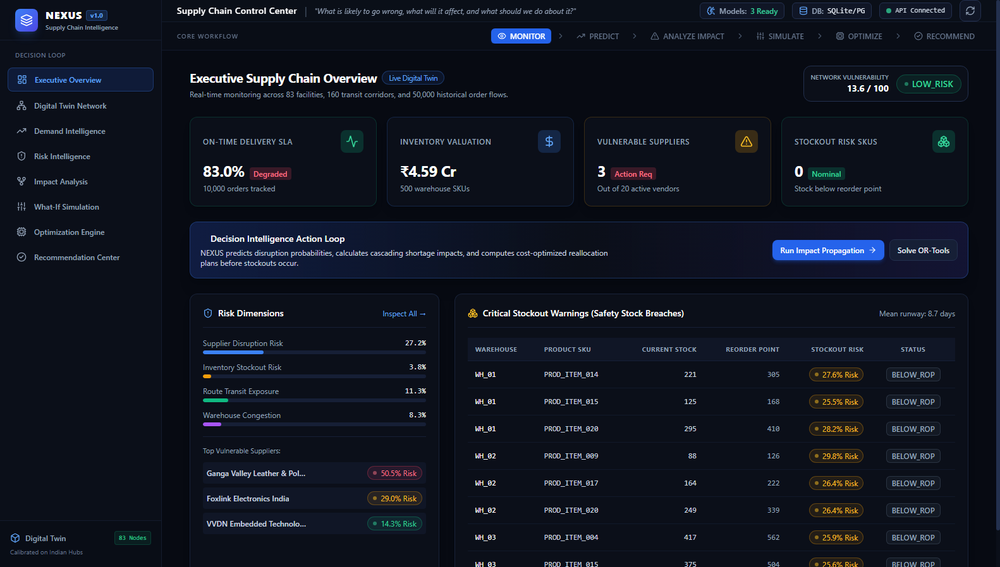 NEXUS v1.0
Supply Chain Intelligence
DECISION LOOP
Executive Overview
Digital Twin Network
Demand Intelligence
Risk Intelligence
Impact Analysis
What-If Simulation
Optimization Engine
Recommendation Center
Digital Twin 83 Nodes
Calibrated on Indian Hubs
Supply Chain Control Center "What is likely to go wrong, what will it affect, and what should we do about it?" Models: 3 Ready DB: SQLite/PG API Connected
CORE WORKFLOW MONITOR > PREDICT > ANALYZE IMPACT > SIMULATE > OPTIMIZE > RECOMMEND
Executive Supply Chain Overview Live Digital Twin
Real-time monitoring across 83 facilities, 160 transit corridors, and 50,000 historical order flows.
NETWORK VULNERABILITY
13.6 / 100
LOW_RISK
ON-TIME DELIVERY SLA
83.0% Degraded
10,000 orders tracked
INVENTORY VALUATION
₹4.59 Cr
500 warehouse SKUs
VULNERABLE SUPPLIERS
3 Action Req
Out of 20 active vendors
STOCKOUT RISK SKUS
0 Nominal
Stock below reorder point
Decision Intelligence Action Loop
NEXUS predicts disruption probabilities, calculates cascading shortage impacts, and computes cost-optimized reallocation
plans before stockouts occur.
Run Impact Propagation →
Solve OR-Tools
Risk Dimensions Inspect All →
Supplier Disruption Risk 27.2%
Inventory Stockout Risk 3.8%
Route Transit Exposure 11.3%
Warehouse Congestion 8.3%
Top Vulnerable Suppliers:
Ganga Valley Leather & Pol... 50.5% Risk
Foxlink Electronics India 29.0% Risk
VVDN Embedded Technolo... 14.3% Risk
Critical Stockout Warnings (Safety Stock Breaches) Mean runway: 8.7 days
WAREHOUSE PRODUCT SKU CURRENT STOCK REORDER POINT STOCKOUT RISK STATUS
WH_01 PROD_ITEM_014 221 305 27.6% Risk BELOW_ROP
WH_01 PROD_ITEM_015 125 168 25.5% Risk BELOW_ROP
WH_01 PROD_ITEM_020 295 410 28.2% Risk BELOW_ROP
WH_02 PROD_ITEM_009 88 126 29.8% Risk BELOW_ROP
WH_02 PROD_ITEM_017 164 222 26.4% Risk BELOW_ROP
WH_02 PROD_ITEM_020 249 339 26.4% Risk BELOW_ROP
WH_03 PROD_ITEM_004 417 562 25.9% Risk BELOW_ROP
WH_03 PROD_ITEM_015 375 504 25.6% Risk BELOW_ROP